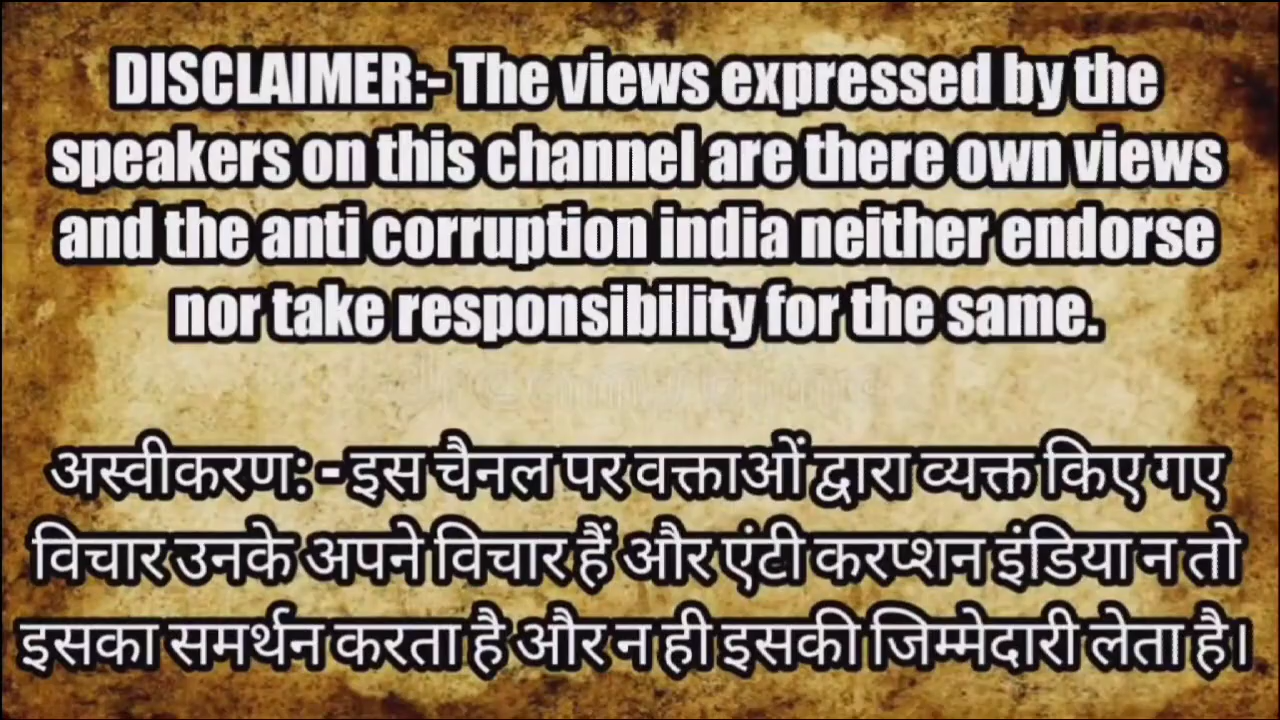 DISCLAIMER:- The views expressed by the
speakers on this channel are there own views
and the anti corruption india neither endorse
nor take responsibility for the same.
अस्वीकरण: - इस चैनल पर वक्ताओं द्वारा व्यक्त किए गए
विचार उनके अपने विचार हैं और एंटी करप्शन इंडिया न तो
इसका समर्थन करता है और न ही इसकी जिम्मेदारी लेता है।